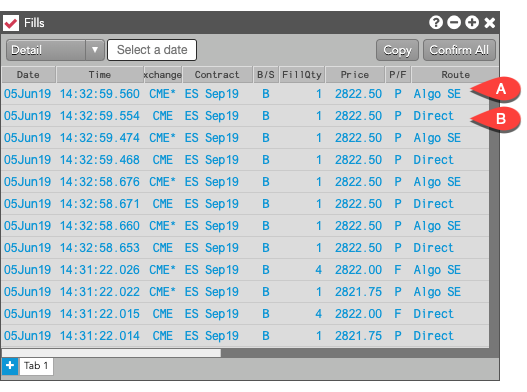 Fills
Detail Select a date Copy Confirm All
Date Time xchange Contract B/S FillQty Price P/F Route
05Jun19 14:32:59.560 CME* ES Sep19 B 1 2822.50 P Algo SE A
05Jun19 14:32:59.554 CME ES Sep19 B 1 2822.50 P Direct B
05Jun19 14:32:59.474 CME* ES Sep19 B 1 2822.50 P Algo SE
05Jun19 14:32:59.468 CME ES Sep19 B 1 2822.50 P Direct
05Jun19 14:32:58.676 CME* ES Sep19 B 1 2822.50 P Algo SE
05Jun19 14:32:58.671 CME ES Sep19 B 1 2822.50 P Direct
05Jun19 14:32:58.660 CME* ES Sep19 B 1 2822.50 P Algo SE
05Jun19 14:32:58.653 CME ES Sep19 B 1 2822.50 P Direct
05Jun19 14:31:22.026 CME* ES Sep19 B 4 2822.00 F Algo SE
05Jun19 14:31:22.022 CME* ES Sep19 B 1 2821.75 P Algo SE
05Jun19 14:31:22.015 CME ES Sep19 B 4 2822.00 F Direct
05Jun19 14:31:22.014 CME ES Sep19 B 1 2821.75 P Direct
+ Tab 1